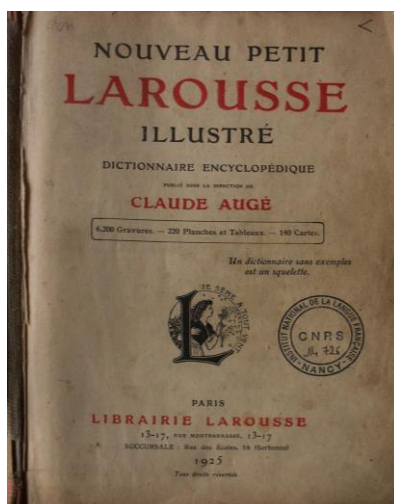 NOUVEAU PETIT
LAROUSSE
ILLUSTRÉ
DICTIONNAIRE ENCYCLOPÉDIQUE
PUBLIÉ SOUS LA DIRECTION DE
CLAUDE AUGÉ
6.200 Gravures. — 220 Planches et Tableaux. — 140 Cartes.
Un dictionnaire sans exemples
est un squelette.
JE SÈME A TOUT VENT
INSTITUT NATIONAL DE LA LANGUE FRANÇAISE
CNRS
NANCY
PARIS
LIBRAIRIE LAROUSSE
13-17, RUE MONTPARNASSE, 13-17
SUCCURSALE : Rue des Écoles, 58 (Sorbonne)
1925
Tous droits réservés